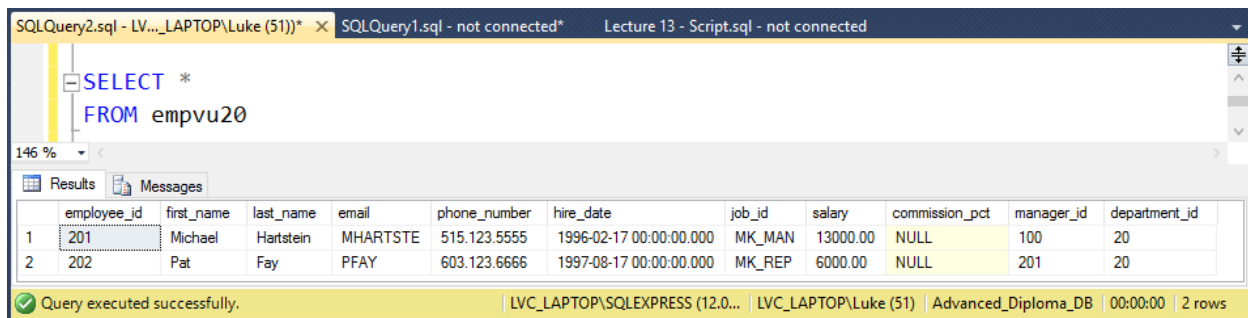 SQLQuery2.sql - LV..._LAPTOP\Luke (51))* SQLQuery1.sql - not connected* Lecture 13 - Script.sql - not connected
SELECT *
FROM empvu20
146 %
Results Messages
employee_id first_name last_name email phone_number hire_date job_id salary commission_pct manager_id department_id
1 201 Michael Hartstein MHARTSTE 515.123.5555 1996-02-17 00:00:00.000 MK_MAN 13000.00 NULL 100 20
2 202 Pat Fay PFAY 603.123.6666 1997-08-17 00:00:00.000 MK_REP 6000.00 NULL 201 20
Query executed successfully. LVC_LAPTOP\SQLEXPRESS (12.0... LVC_LAPTOP\Luke (51) Advanced_Diploma_DB 00:00:00 2 rows